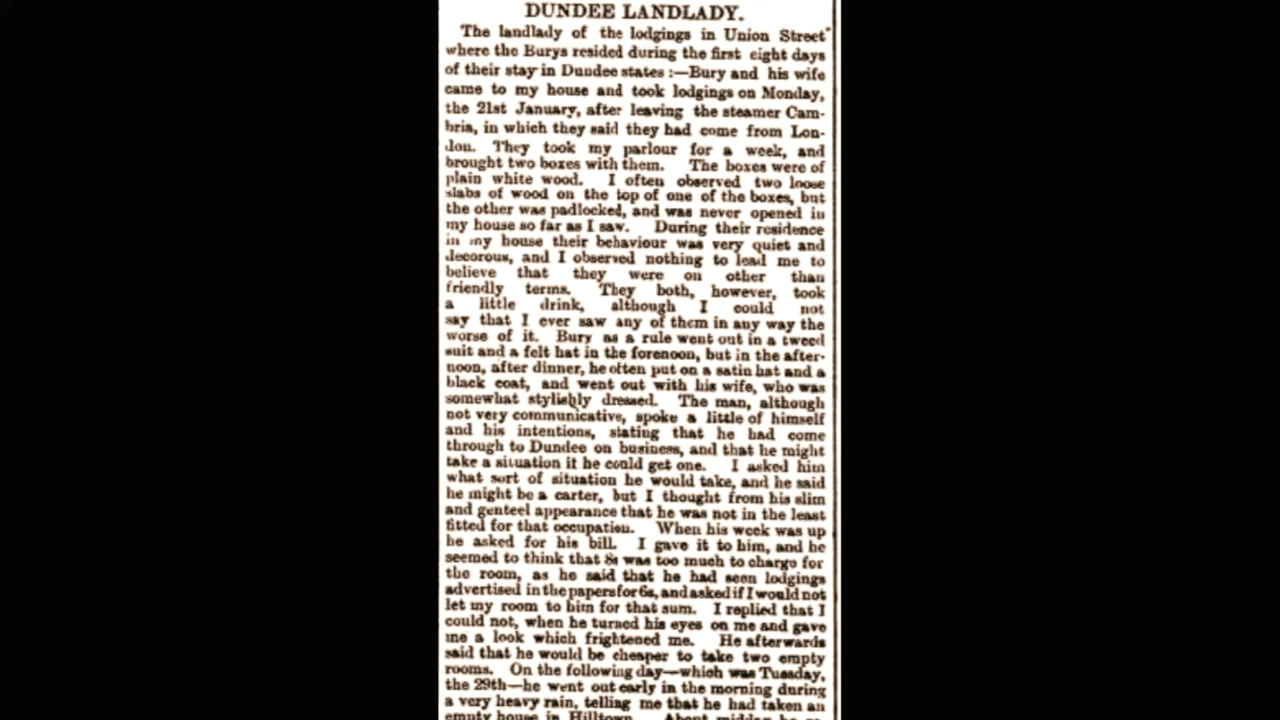 DUNDEE LANDLADY.
The landlady of the lodgings in Union Street
where the Burys resided during the first eight days
of their stay in Dundee states :—Bury and his wife
came to my house and took lodgings on Monday,
the 21st January, after leaving the steamer Cam-
bria, in which they said they had come from Lon-
don. They took my parlour for a week, and
brought two boxes with them. The boxes were of
plain white wood. I often observed two loose
slabs of wood on the top of one of the boxes, but
the other was padlocked, and was never opened in
my house so far as I saw. During their residence
in my house their behaviour was very quiet and
decorous, and I observed nothing to lead me to
believe that they were on other than
friendly terms. They both, however, took
a little drink, although I could not
say that I ever saw any of them in any way the
worse of it. Bury as a rule went out in a tweed
suit and a felt hat in the forenoon, but in the after-
noon, after dinner, he often put on a satin hat and a
black coat, and went out with his wife, who was
somewhat stylishly dressed. The man, although
not very communicative, spoke a little of himself
and his intentions, stating that he had come
through to Dundee on business, and that he might
take a situation if he could get one. I asked him
what sort of situation he would take, and he said
he might be a carter, but I thought from his slim
and genteel appearance that he was not in the least
fitted for that occupation. When his week was up
he asked for his bill. I gave it to him, and he
seemed to think that 8s was too much to charge for
the room, as he said that he had seen lodgings
advertised in the papers for 6s, and asked if I would not
let my room to him for that sum. I replied that I
could not, when he turned his eyes on me and gave
me a look which frightened me. He afterwards
said that he would be cheaper to take two empty
rooms. On the following day—which was Tuesday,
the 29th—he went out early in the morning during
a very heavy rain, telling me that he had taken an
empty house in Hilltown. About midday he